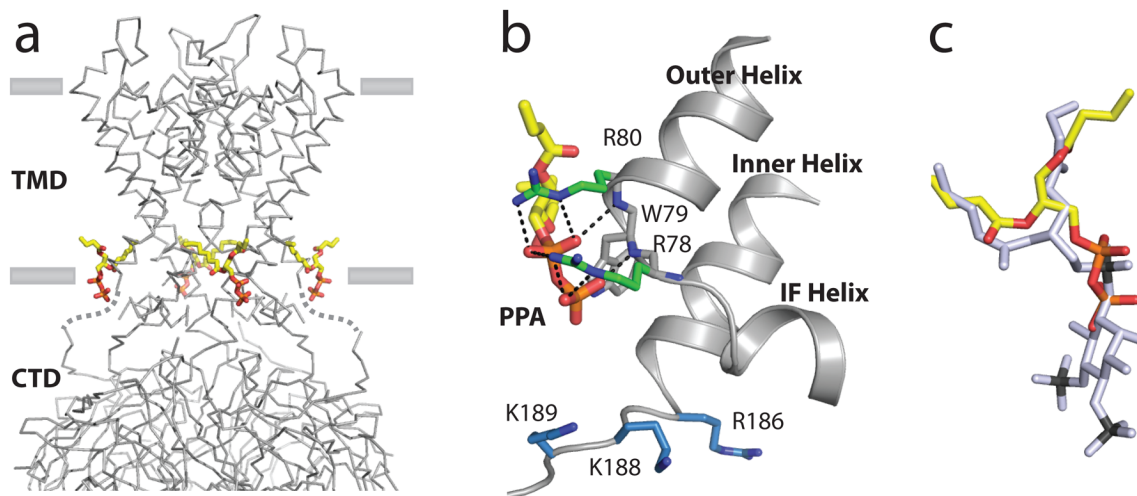 a
TMD
CTD
b
Outer Helix
R80
Inner Helix
W79
R78
IF Helix
PPA
K189
R186
K188
c